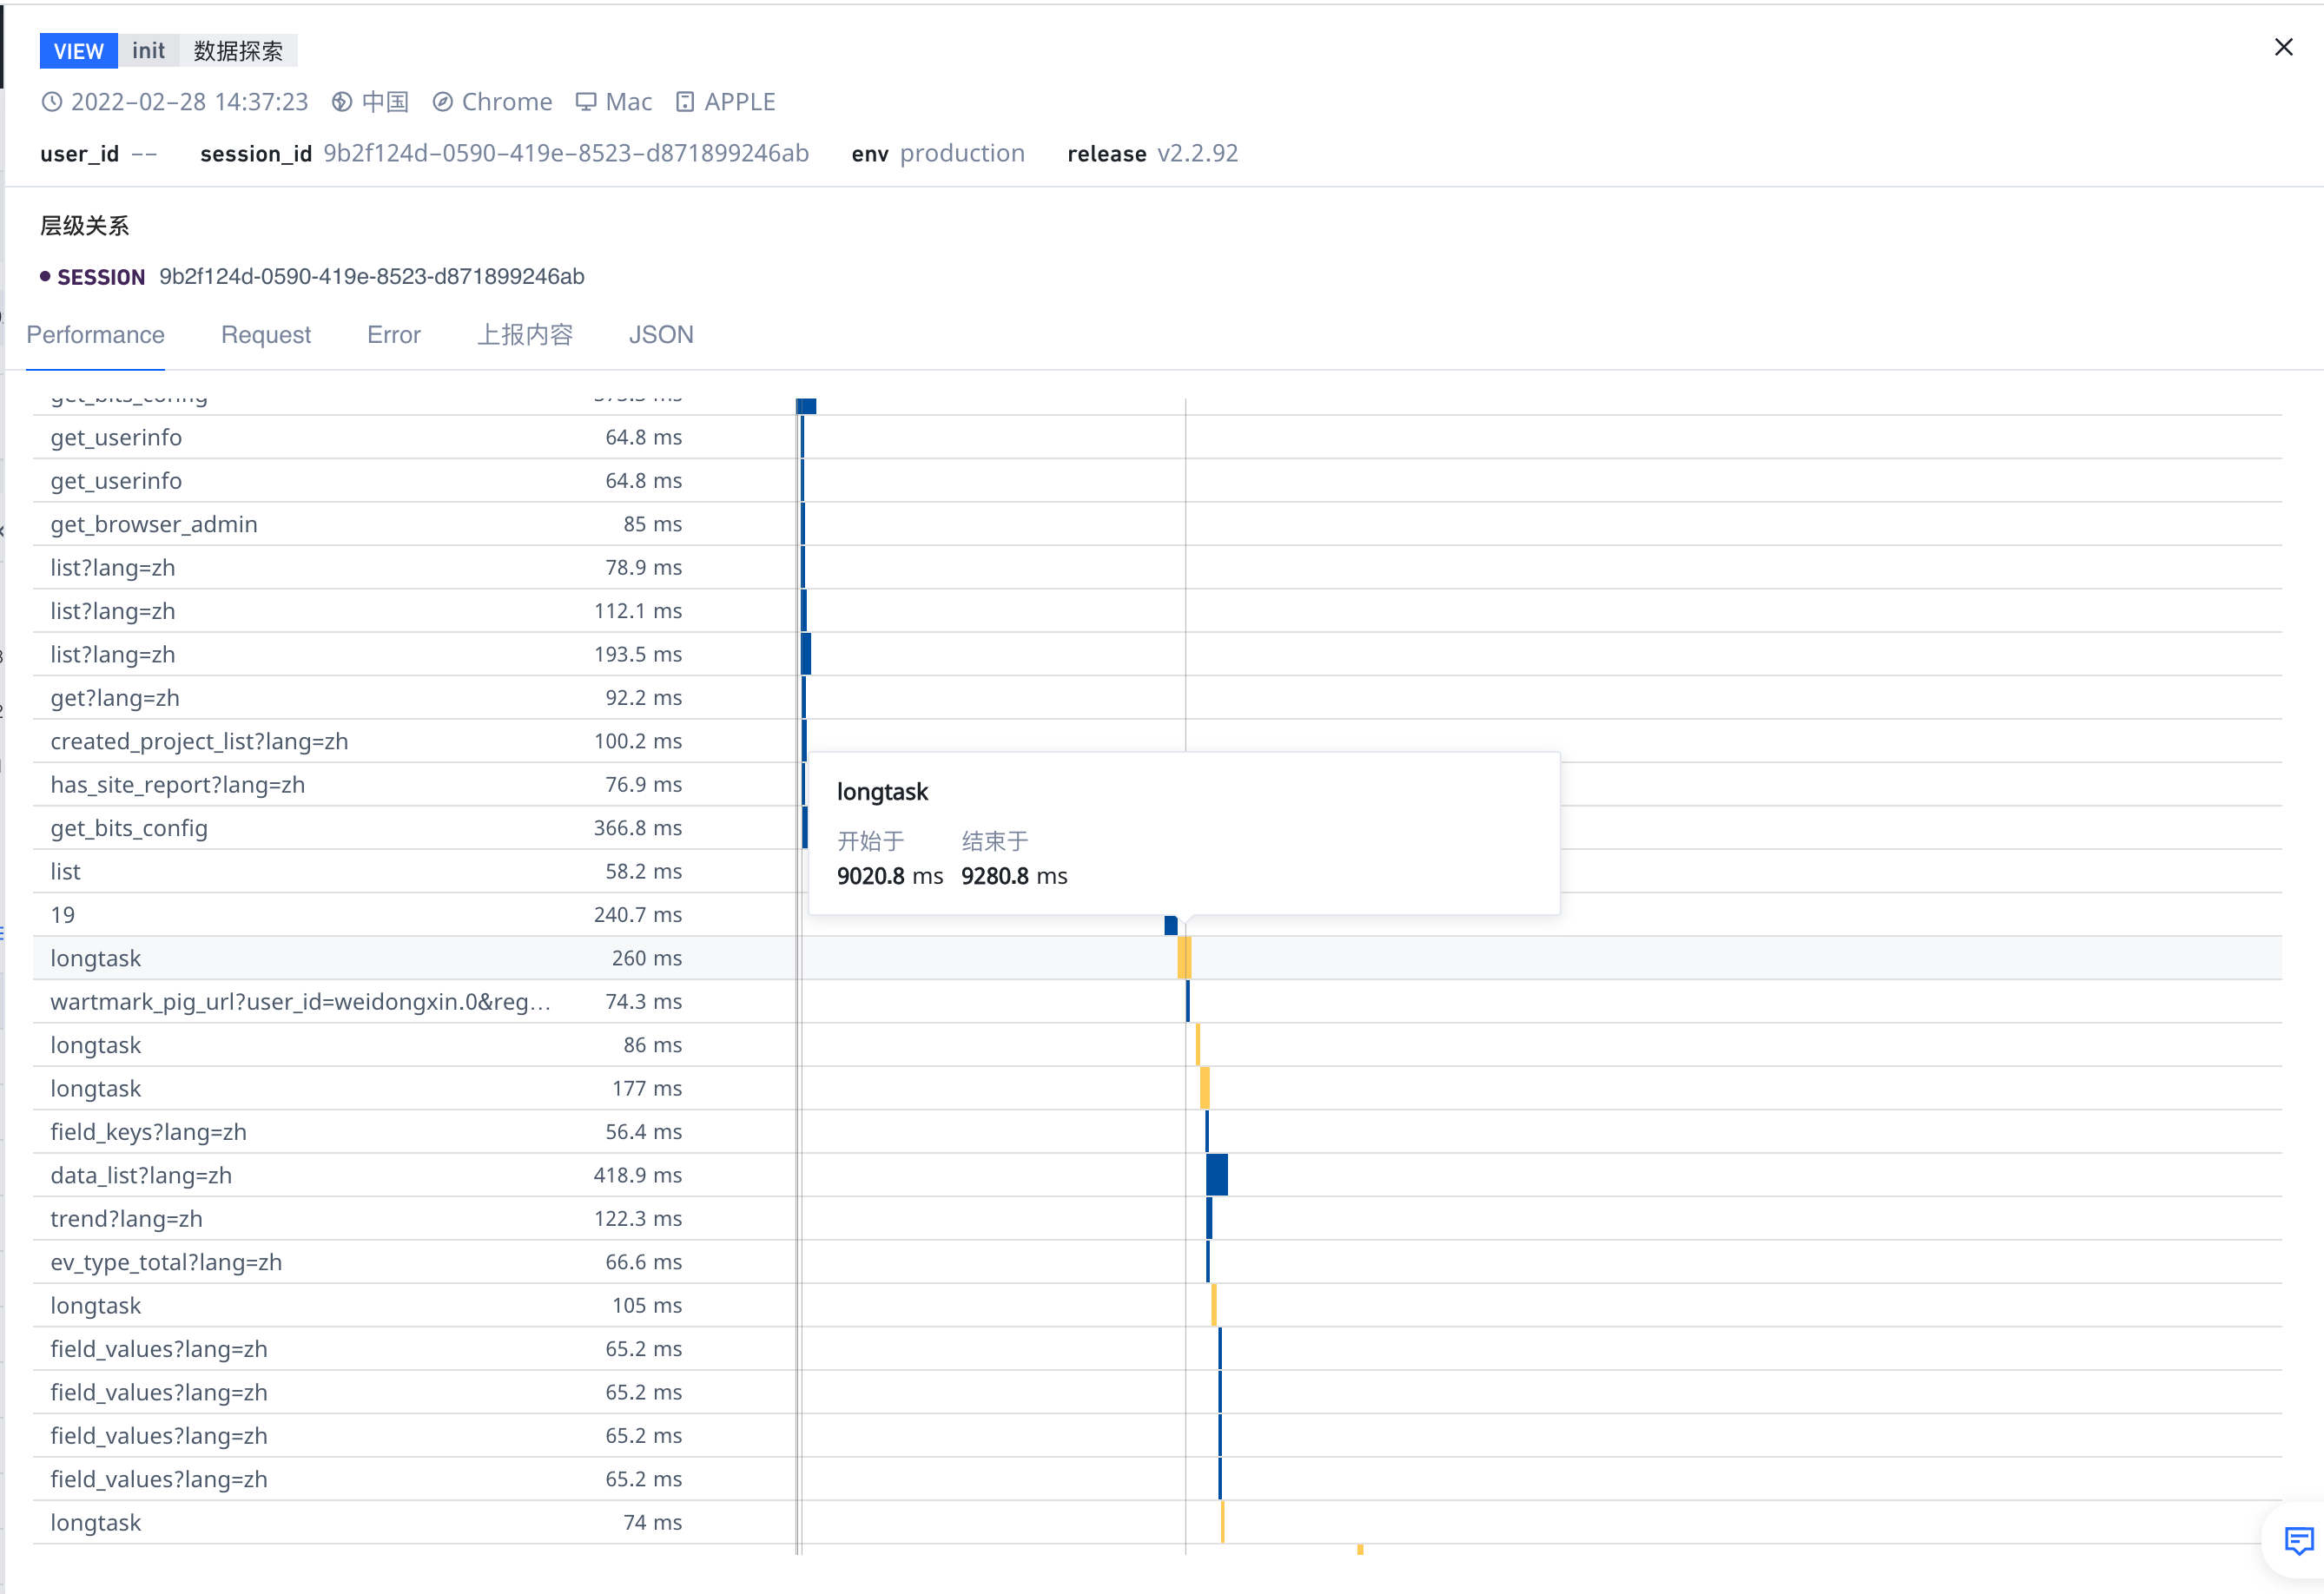 VIEW init 数据探索
2022-02-28 14:37:23 中国 Chrome Mac APPLE
user_id -- session_id 9b2f124d-0590-419e-8523-d871899246ab env production release v2.2.92
层级关系
SESSION 9b2f124d-0590-419e-8523-d871899246ab
Performance Request Error 上报内容 JSON
get_bits_config
get_userinfo 64.8 ms
get_userinfo 64.8 ms
get_browser_admin 85 ms
list?lang=zh 78.9 ms
list?lang=zh 112.1 ms
list?lang=zh 193.5 ms
get?lang=zh 92.2 ms
created_project_list?lang=zh 100.2 ms
has_site_report?lang=zh 76.9 ms
get_bits_config 366.8 ms
list 58.2 ms
19 240.7 ms
longtask
开始于 结束于
9020.8 ms 9280.8 ms
longtask 260 ms
wartmark_pig_url?user_id=weidongxin.0&reg... 74.3 ms
longtask 86 ms
longtask 177 ms
field_keys?lang=zh 56.4 ms
data_list?lang=zh 418.9 ms
trend?lang=zh 122.3 ms
ev_type_total?lang=zh 66.6 ms
longtask 105 ms
field_values?lang=zh 65.2 ms
field_values?lang=zh 65.2 ms
field_values?lang=zh 65.2 ms
field_values?lang=zh 65.2 ms
longtask 74 ms